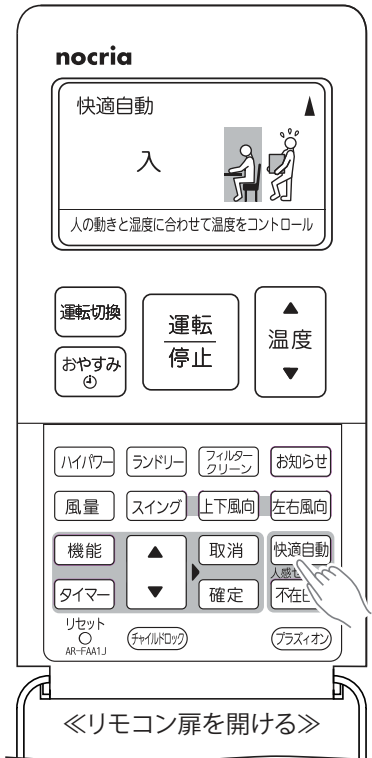 nocria
快適自動
入
人の動きと湿度に合わせて温度をコントロール
運転切換
運転
停止
温度
おやすみ
ハイパワー
ランドリー
フィルター
クリーン
お知らせ
風量
スイング
上下風向
左右風向
機能
取消
快適自動
人感
タイマー
確定
不在
リセット
AR-FAA1J
チャイルドロック
プラズィオン
≪リモコン扉を開ける≫